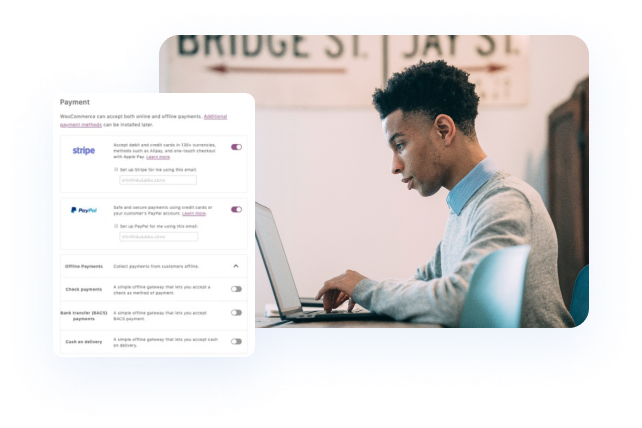 BRIDGE ST. JAY ST.
Payment
WooCommerce can accept both online and offline payments. Additional
payment methods can be installed later.
stripe
Accept debit and credit cards in 135+ currencies,
methods such as Alipay, and one-touch checkout
with Apple Pay. Learn more.
Set up Stripe for me using this email:
PayPal
Safe and secure payments using credit cards or
your customer's PayPal account. Learn more.
Set up PayPal for me using this email:
Offline Payments
Collect payments from customers offline.
Check payments
A simple offline gateway that lets you accept a
check as method of payment.
Bank transfer (BACS)
payments
A simple offline gateway that lets you accept
BACS payment.
Cash on delivery
A simple offline gateway that lets you accept cash
on delivery.